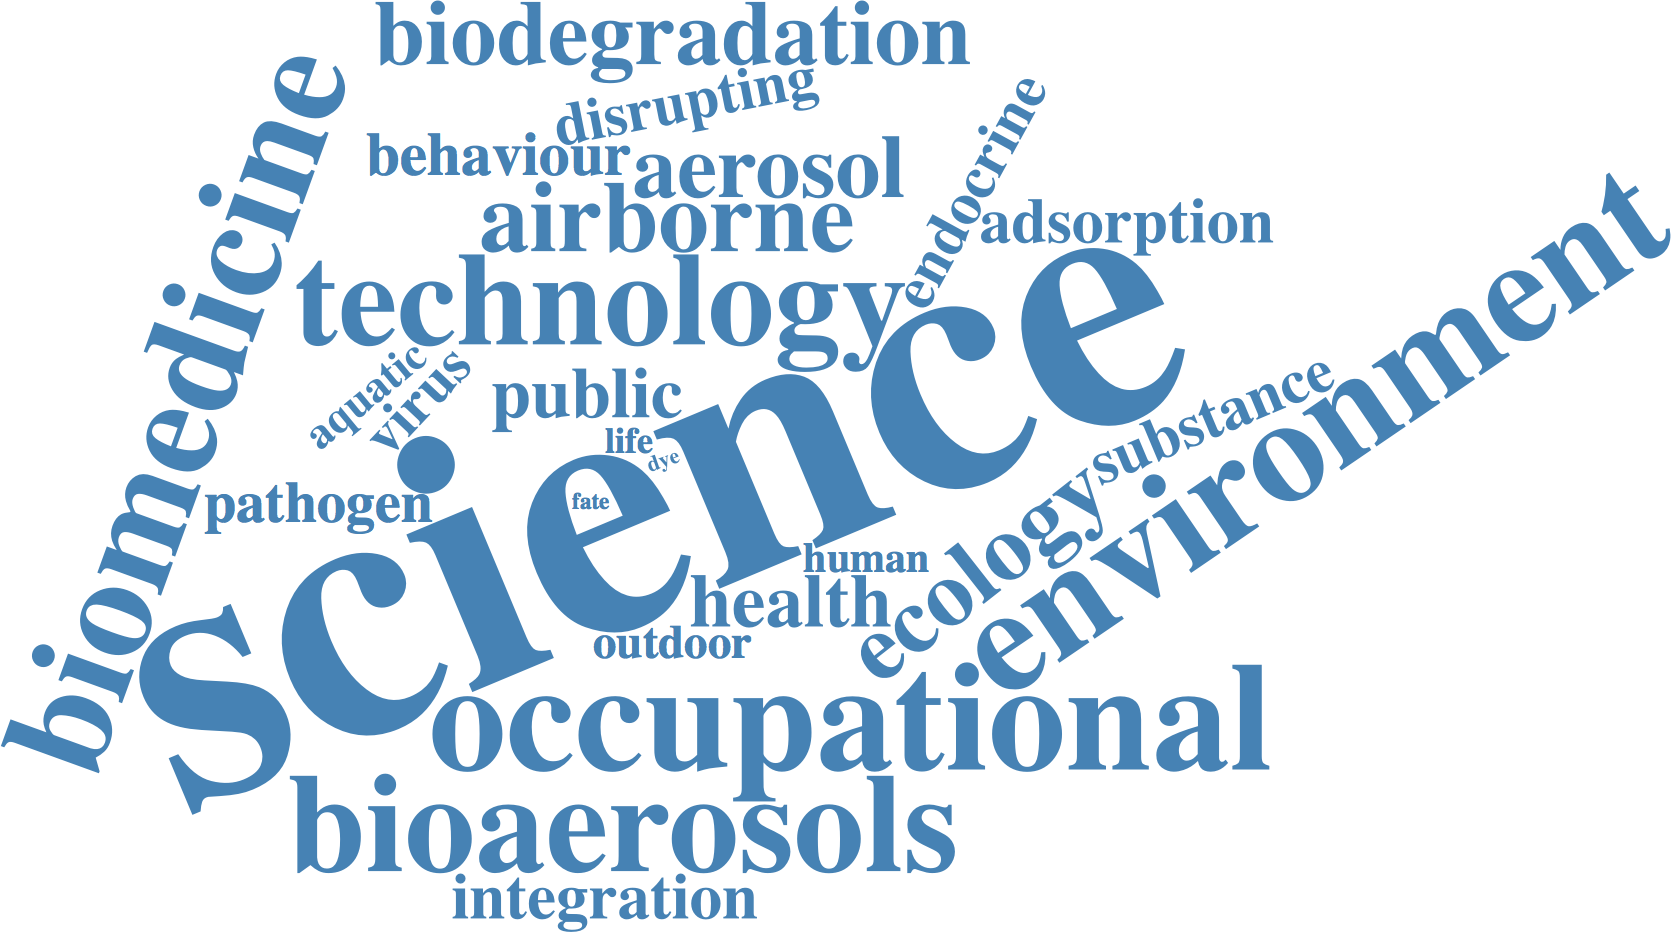 biodegradation
disrupting
behaviour
aerosol
endocrine
biomedicine
airborne
adsorption
technology
environment
science
aquatic
virus
public
substance
life
dye
pathogen
fate
ecology
human
health
outdoor
occupational
bioaerosols
integration